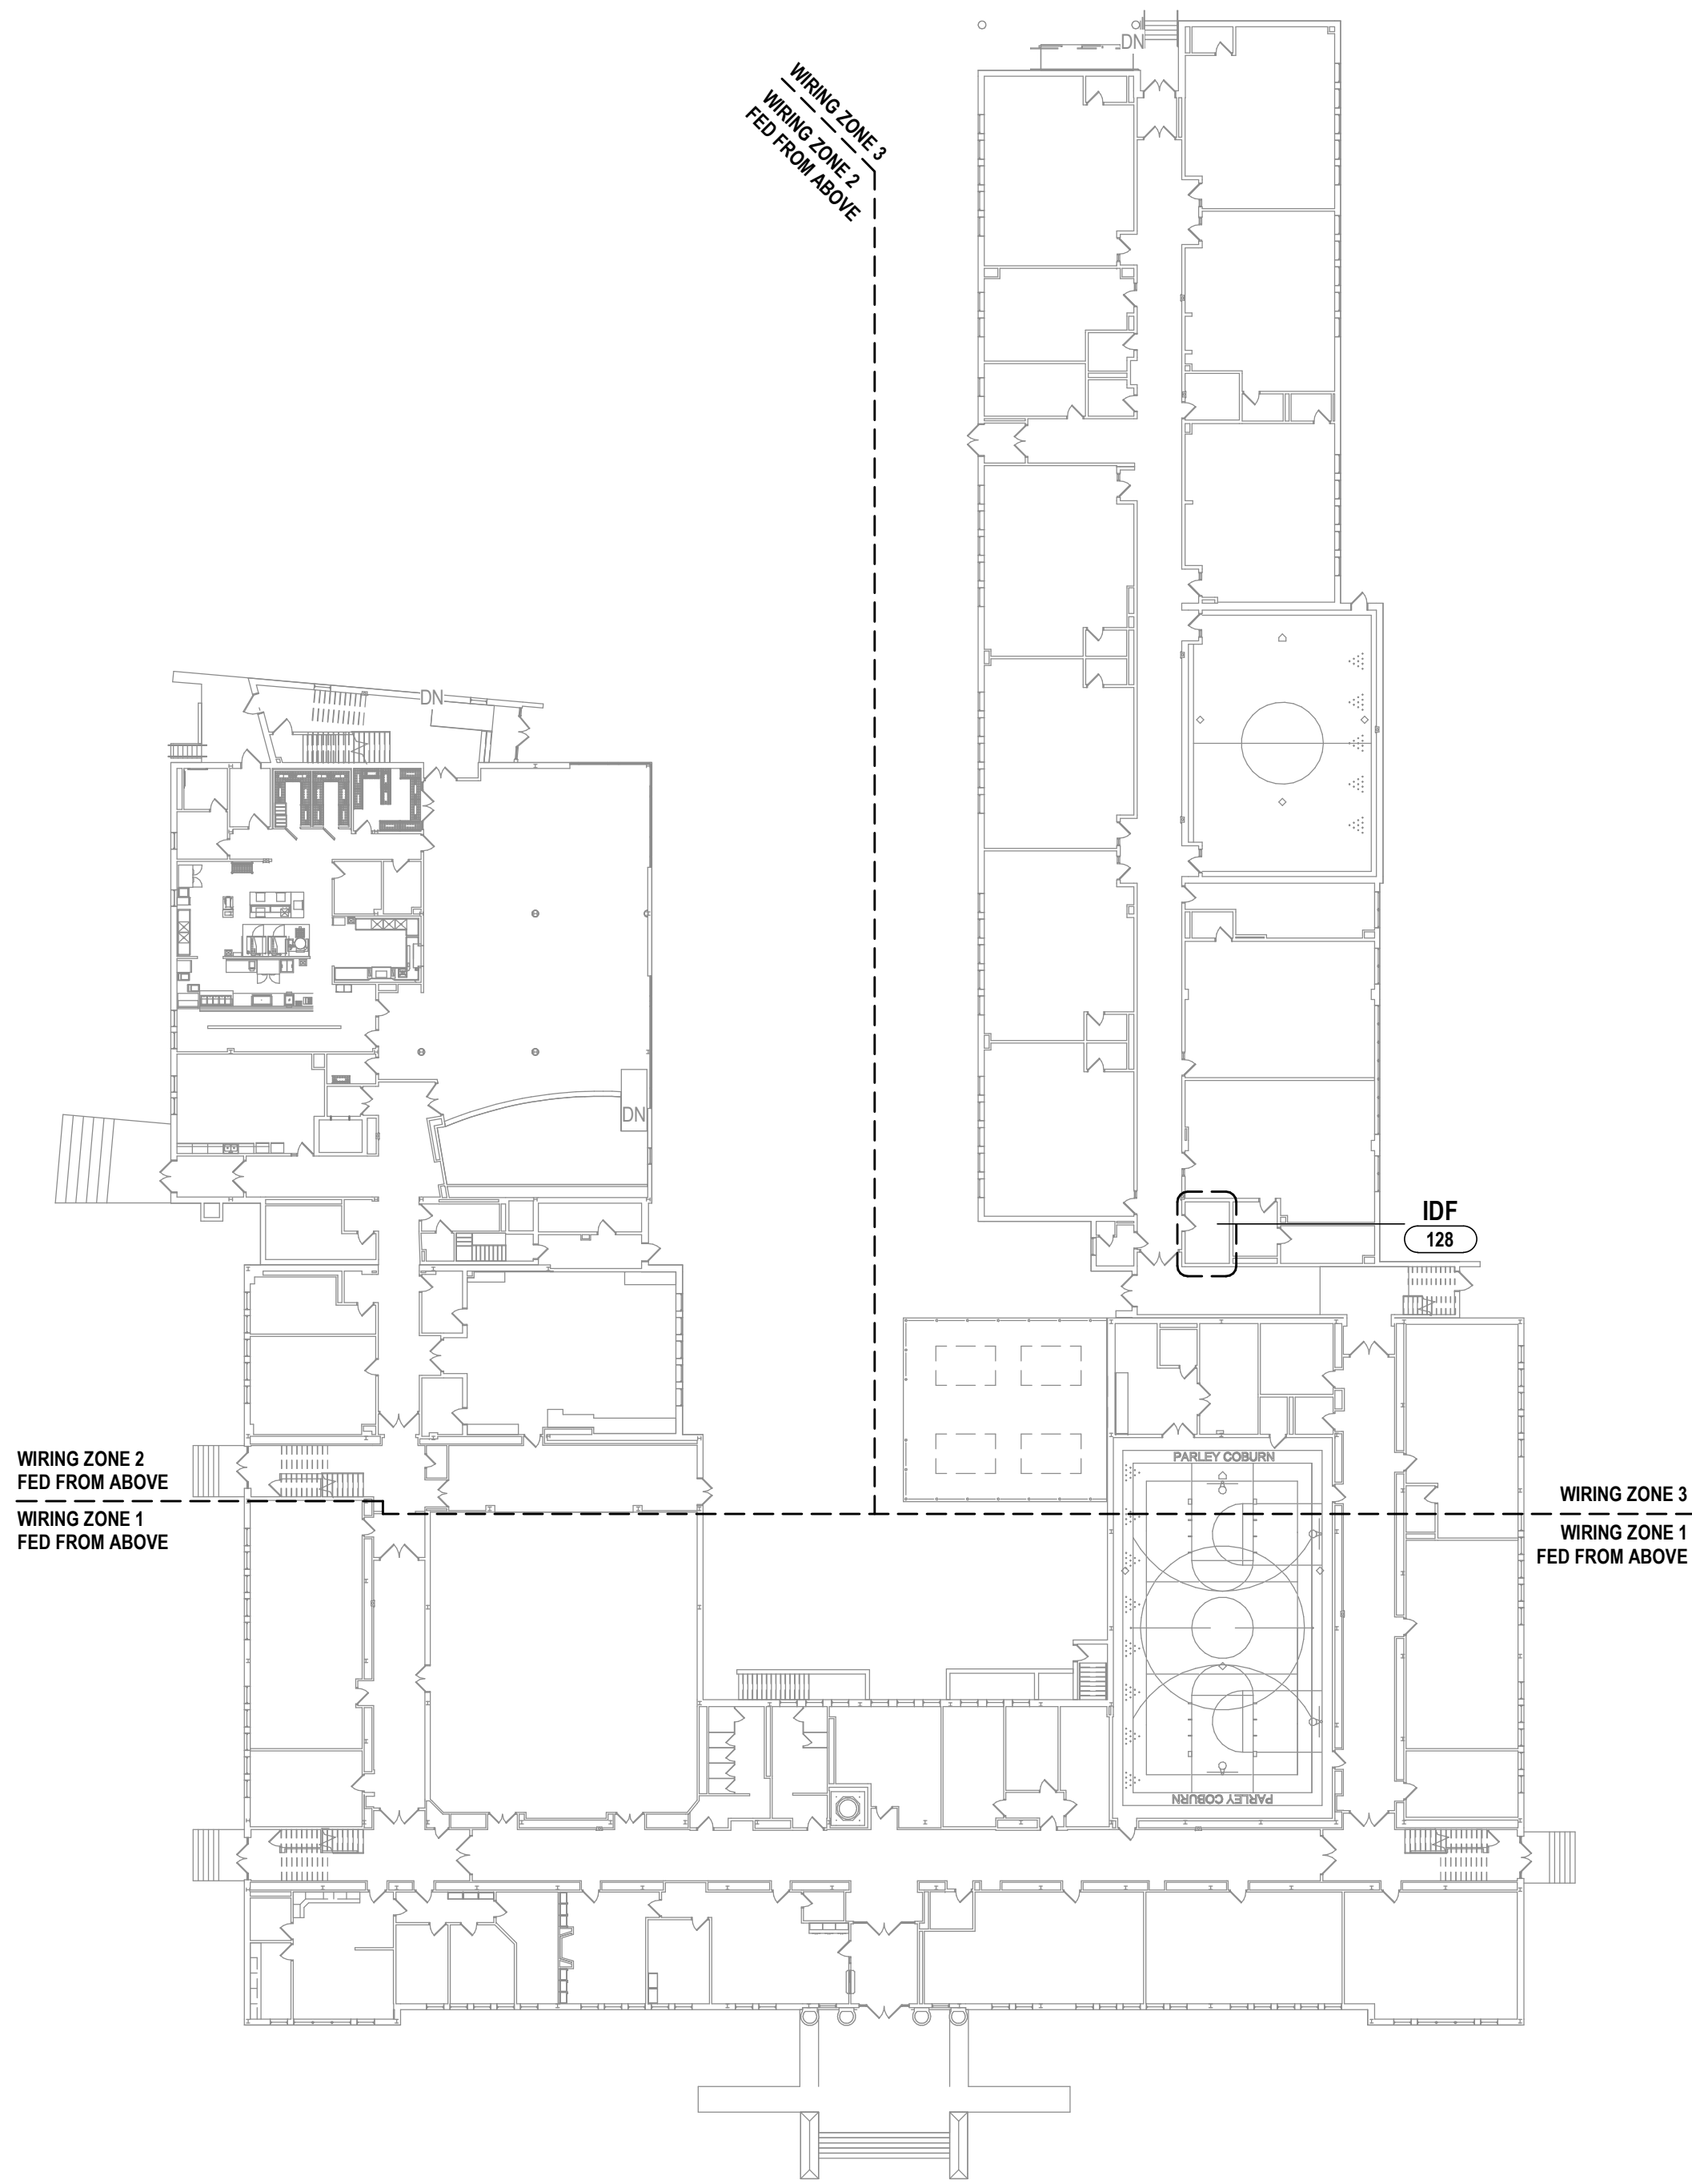 DN
WIRING ZONE 3
WIRING ZONE 2
FED FROM ABOVE
DN
DN
IDF
128
WIRING ZONE 2
FED FROM ABOVE
WIRING ZONE 1
FED FROM ABOVE
PARLEY COBURN
WIRING ZONE 3
WIRING ZONE 1
FED FROM ABOVE
PARLEY COBURN